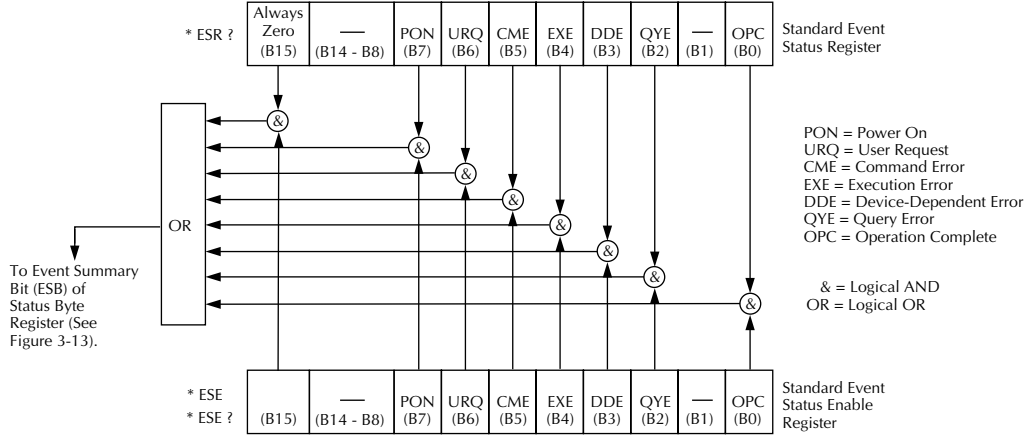 * ESR ?
Always
Zero
(B15)
—
(B14 - B8)
PON
(B7)
URQ
(B6)
CME
(B5)
EXE
(B4)
DDE
(B3)
QYE
(B2)
—
(B1)
OPC
(B0)
Standard Event
Status Register
&
&
&
&
&
&
&
&
OR
To Event Summary
Bit (ESB) of
Status Byte
Register (See
Figure 3-13).
PON = Power On
URQ = User Request
CME = Command Error
EXE = Execution Error
DDE = Device-Dependent Error
QYE = Query Error
OPC = Operation Complete
& = Logical AND
OR = Logical OR
* ESE
* ESE ?
(B15)
—
(B14 - B8)
PON
(B7)
URQ
(B6)
CME
(B5)
EXE
(B4)
DDE
(B3)
QYE
(B2)
—
(B1)
OPC
(B0)
Standard Event
Status Enable
Register